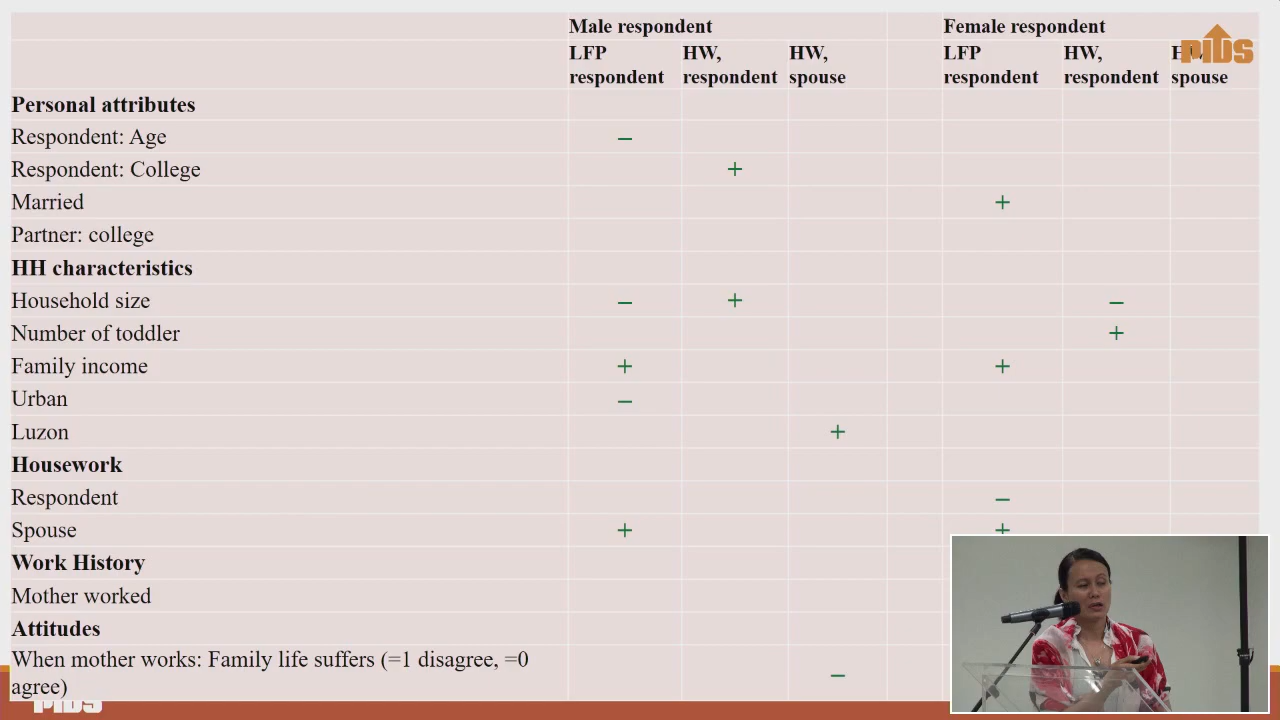 Male respondent Female respondent
PIDS
LFP respondent HW, respondent HW, spouse LFP respondent HW, respondent spouse
Personal attributes
Respondent: Age –
Respondent: College +
Married +
Partner: college
HH characteristics
Household size – + –
Number of toddler +
Family income + +
Urban –
Luzon +
Housework
Respondent –
Spouse + +
Work History
Mother worked
Attitudes
When mother works: Family life suffers (=1 disagree, =0
agree) –
PIDS